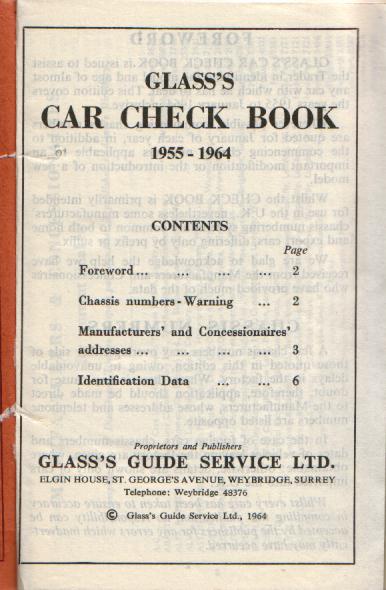 GLASS'S
CAR CHECK BOOK
1955 - 1964
CONTENTS
Page
Foreword ... ... ... ... 2
Chassis numbers - Warning ... 2
Manufacturers' and Concessionaires'
addresses ... ... ... ... 3
Identification Data ... ... 6
Proprietors and Publishers
GLASS'S GUIDE SERVICE LTD.
ELGIN HOUSE, ST. GEORGE'S AVENUE, WEYBRIDGE, SURREY
Telephone: Weybridge 48376
© Glass's Guide Service Ltd., 1964